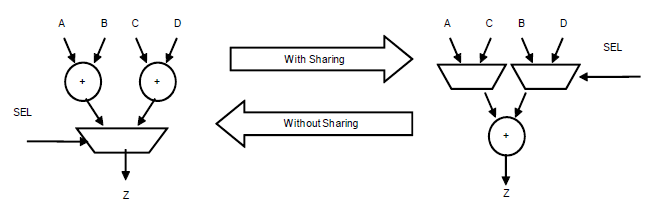 A B C D
A C B D
SEL
+ +
With Sharing
SEL
Without Sharing
+
Z
Z